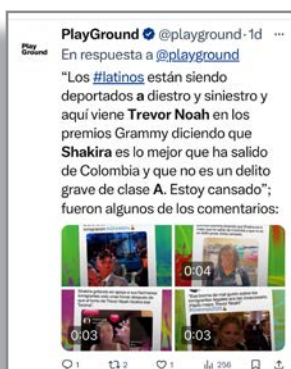 Play
Ground
PlayGround @playground · 1d ...
En respuesta a @playground
“Los #latinos están siendo
deportados a diestro y siniestro y
aquí viene Trevor Noah en los
premios Grammy diciendo que
Shakira es lo mejor que ha salido
de Colombia y que no es un delito
grave de clase A. Estoy cansado”;
fueron algunos de los comentarios:
0:04
0:03
0:03
1 2 1 256